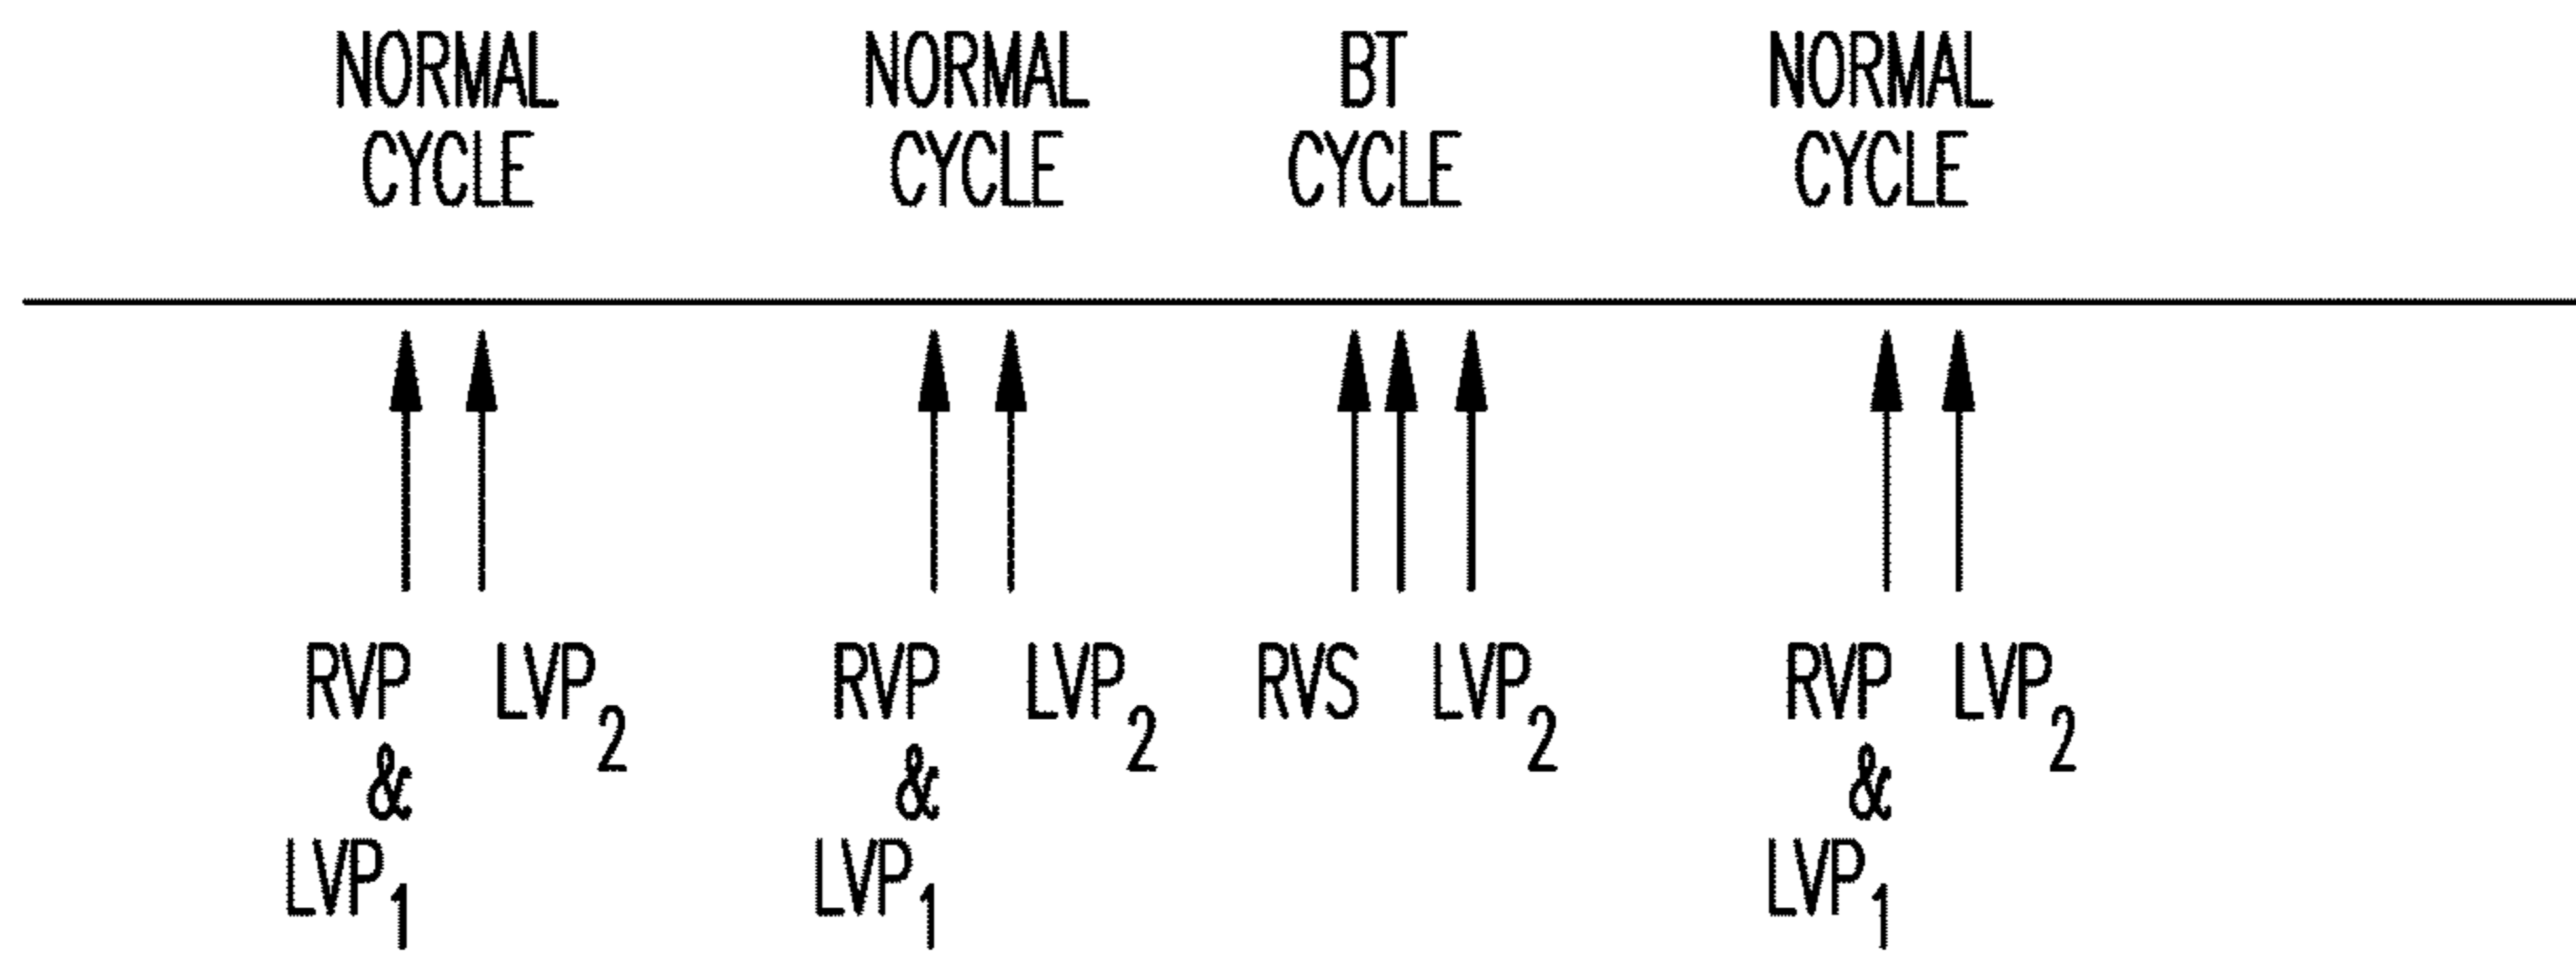 NORMAL CYCLE NORMAL CYCLE BT CYCLE NORMAL CYCLE
RVP LVP2 RVP LVP2 RVS LVP2 RVP LVP2
& & &
LVP1 LVP1 LVP1